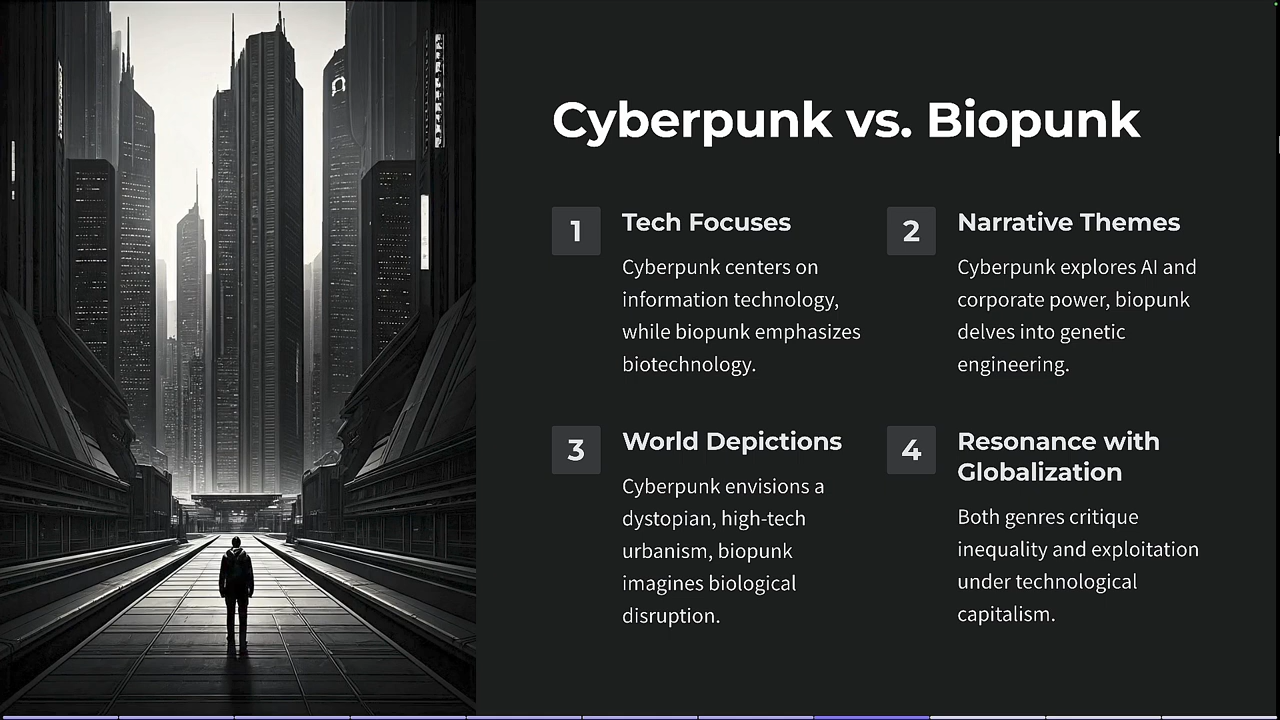 Cyberpunk vs. Biopunk
1
Tech Focuses
Cyberpunk centers on
information technology,
while biopunk emphasizes
biotechnology.
2
Narrative Themes
Cyberpunk explores AI and
corporate power, biopunk
delves into genetic
engineering.
3
World Depictions
Cyberpunk envisions a
dystopian, high-tech
urbanism, biopunk
imagines biological
disruption.
4
Resonance with
Globalization
Both genres critique
inequality and exploitation
under technological
capitalism.